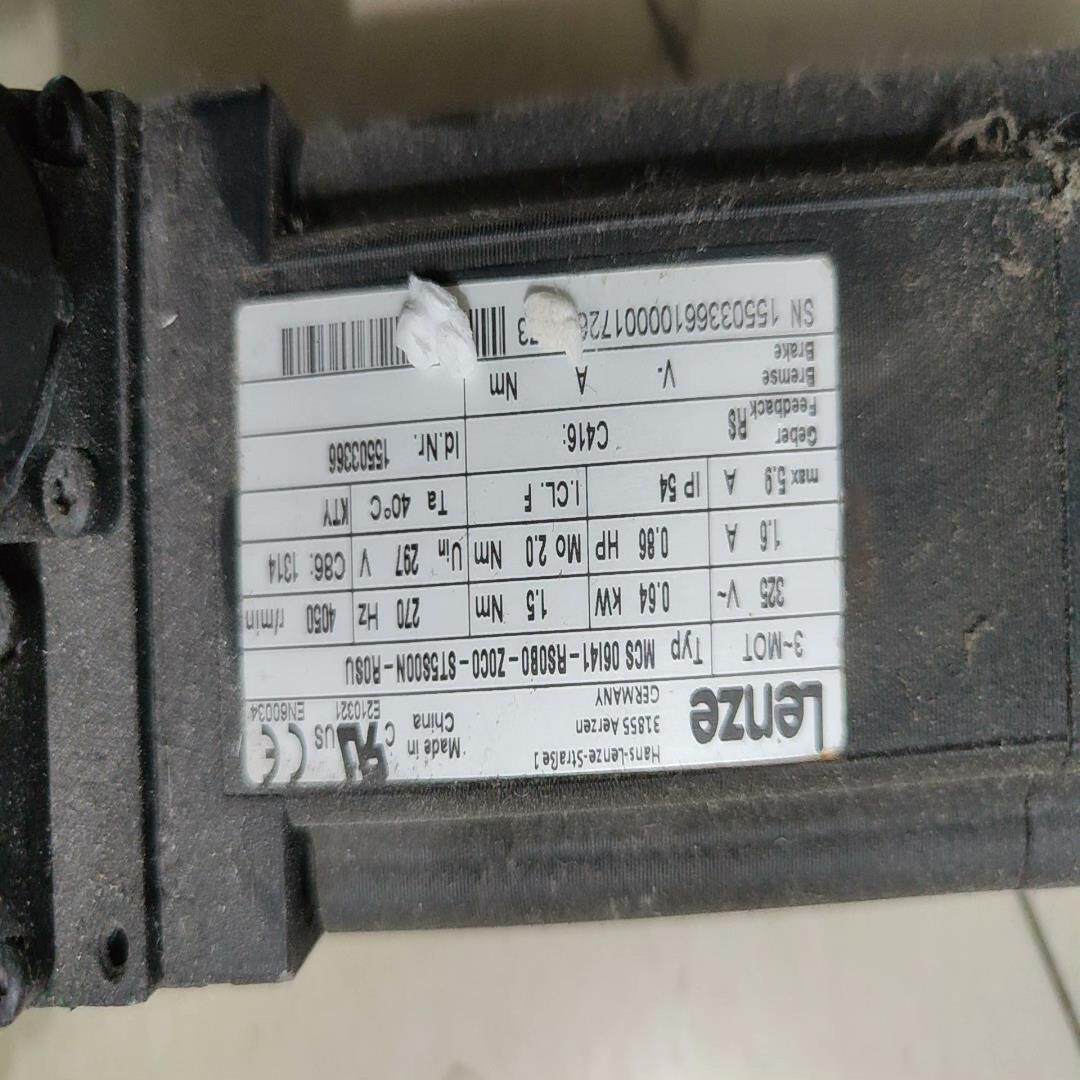 Lenze
Hans-Lenze-Straße 1
31855 Aerzen
GERMANY
Made in
China
C US
E210321
CE
EN60034
3~MOT Typ MCS 06I41-RS0B0-Z0C0-ST5S00N-R0SU
325 V~ 0.64 kW 1.5 Nm 270 Hz 4050 r/min
1.6 A 0.86 HP Mo 2.0 Nm Uin 297 V C86: 1314
max 5.9 A IP 54 I.CL. F Ta 40°C KTY
Geber
Feedback RS C416: Id.Nr. 15503366
Bremse
Brake V- A Nm
SN 1550336610000172 73